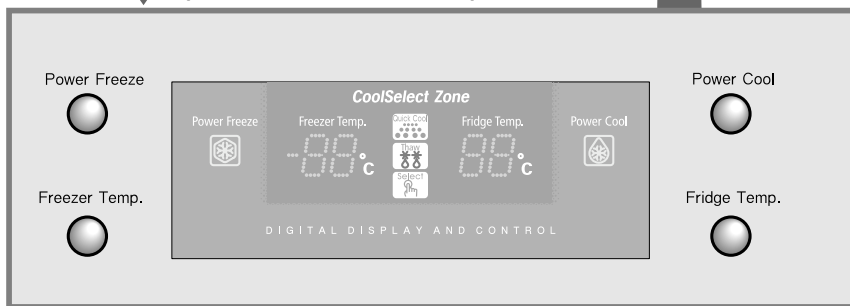 Power Freeze
Power Cool
CoolSelect Zone
Power Freeze
Freezer Temp.
Quick Cool
Fridge Temp.
Power Cool
-88°C
Thaw
88°C
Select
Freezer Temp.
Fridge Temp.
DIGITAL DISPLAY AND CONTROL